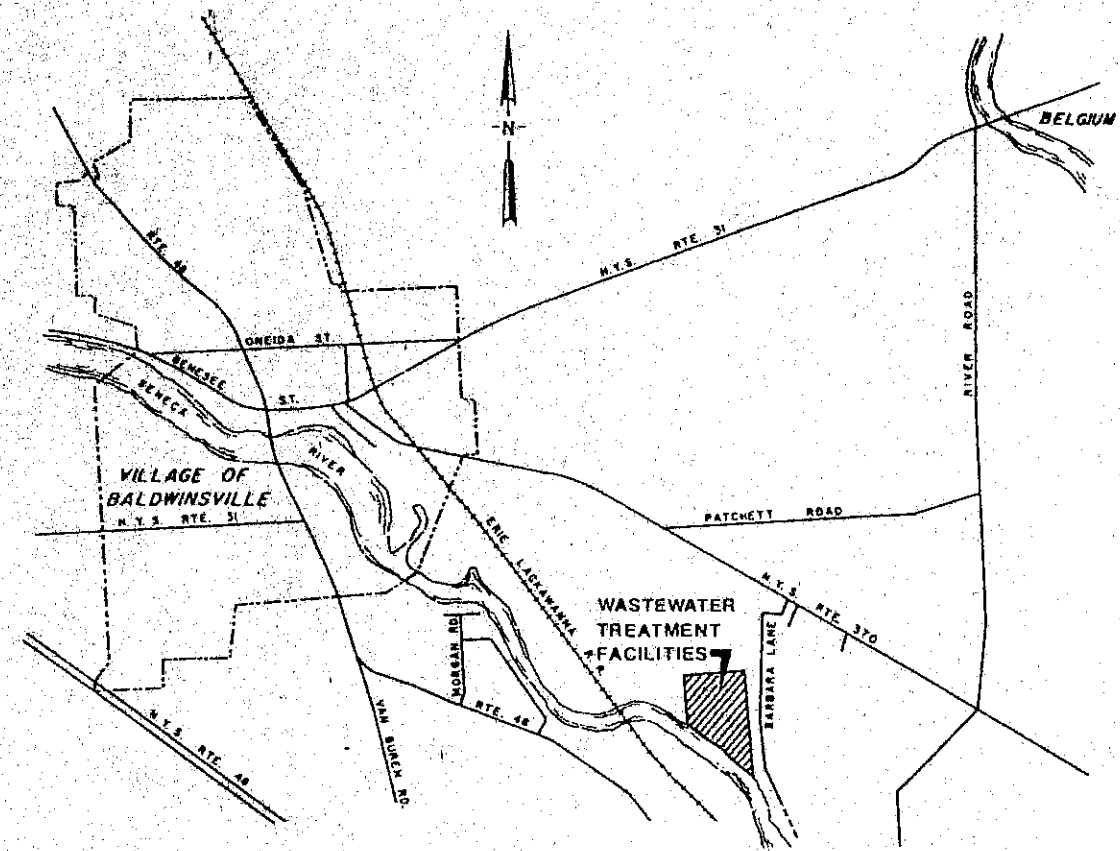 BELGIUM
-N-
RTE. 48
N.Y.S. RTE. 31
RIVER ROAD
ONEIDA ST.
GENESEE ST.
SENECA RIVER
VILLAGE OF
BALDWINSVILLE
N.Y.S. RTE. 31
PATCHETT ROAD
ERIE LACKAWANNA
N.Y.S. RTE. 370
WASTEWATER
TREATMENT
FACILITIES
BARBARA LANE
MORGAN RD.
RTE. 48
VAN BUREN RD.
N.Y.S. RTE. 48